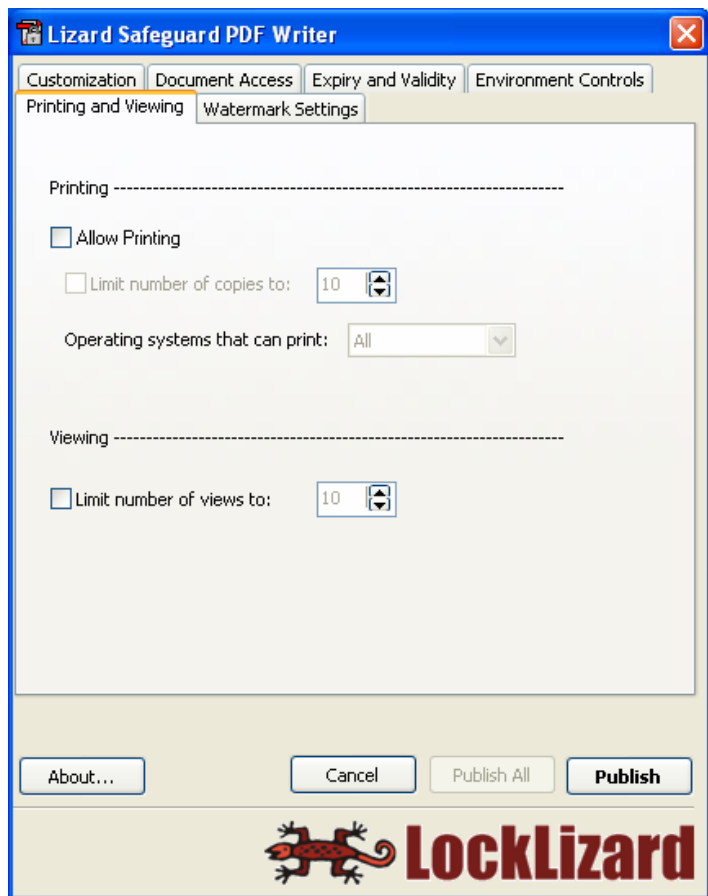 Lizard Safeguard PDF Writer
Customization Document Access Expiry and Validity Environment Controls
Printing and Viewing Watermark Settings
Printing -------------------------------------------------------------------
Allow Printing
Limit number of copies to: 10
Operating systems that can print: All
Viewing -------------------------------------------------------------------
Limit number of views to: 10
About... Cancel Publish All Publish
LockLizard